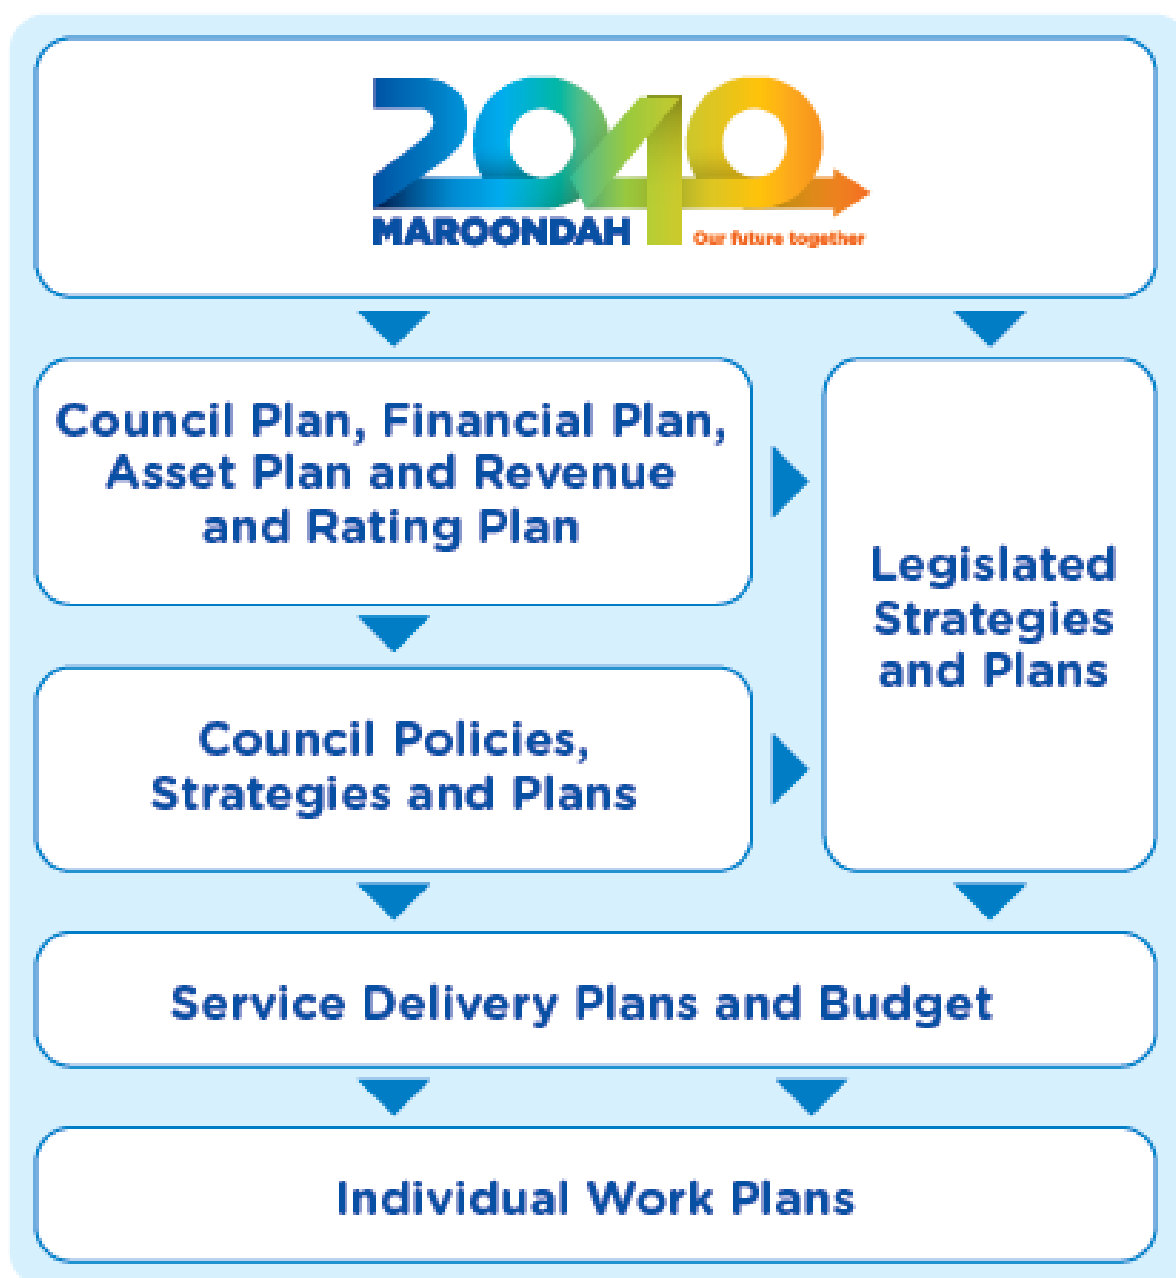 2040
MAROONDAH
Our future together
Council Plan, Financial Plan,
Asset Plan and Revenue
and Rating Plan
Legislated
Strategies
and Plans
Council Policies,
Strategies and Plans
Service Delivery Plans and Budget
Individual Work Plans